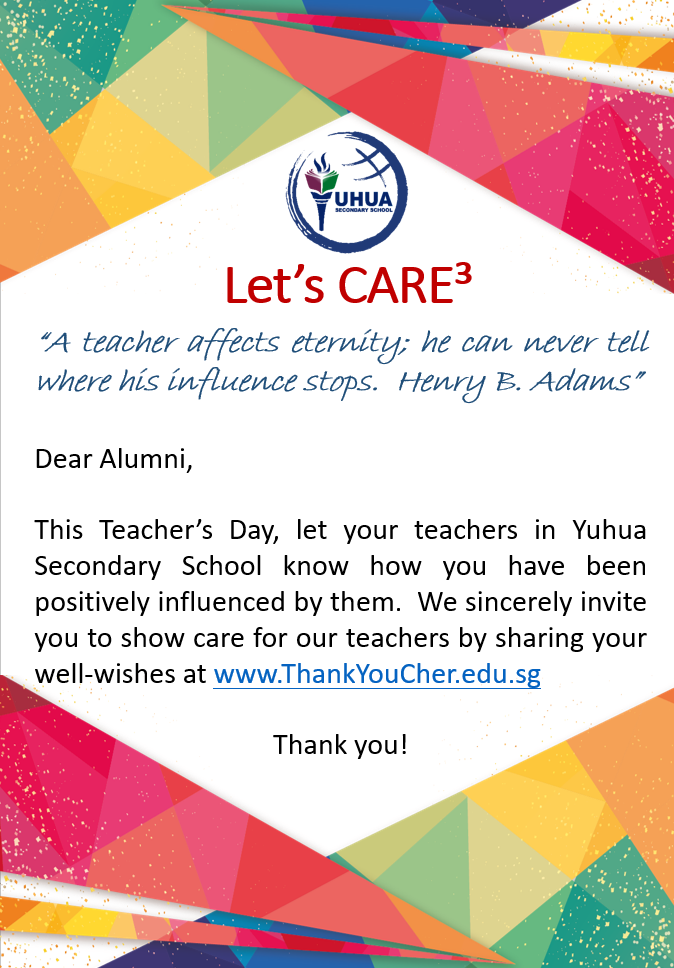 YUHUA
SECONDARY SCHOOL
Let’s CARE³
“A teacher affects eternity; he can never tell
where his influence stops.  Henry B. Adams”
Dear Alumni,
This Teacher’s Day, let your teachers in Yuhua
Secondary School know how you have been
positively influenced by them.  We sincerely invite
you to show care for our teachers by sharing your
well-wishes at www.ThankYouCher.edu.sg
Thank you!